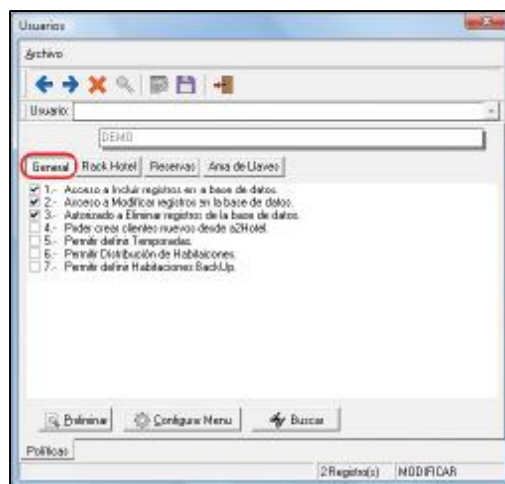 Usuarios
Archivo
Usuario:
DEMO
General Rack Hotel Reservas Ama de LLaves
1.- Acceso a Incluir registros en a base de datos.
2.- Acceso a Modificar registros en la base de datos.
3.- Autorizado a Eliminar registros de la base de datos.
4.- Poder crear clientes nuevos desde a2Hotel.
5.- Permitir definir Temporadas.
6.- Permitir Distribución de Habitaciones.
7.- Permitir definir Habitaciones BackUp.
Preliminar Configurar Menu Buscar
Políticas
2 Registro(s) MODIFICAR